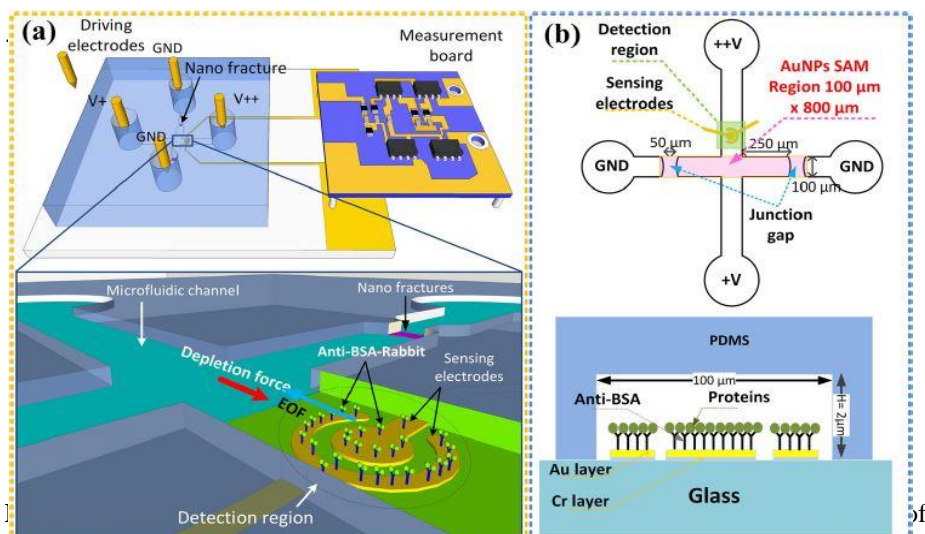 (a)
Driving
electrodes
GND
Nano fracture
V+
V++
GND
Measurement
board
Microfluidic channel
Nano fractures
Depletion force
EOF
Anti-BSA-Rabbit
Sensing
electrodes
Detection region
(b)
Detection
region
Sensing
electrodes
++V
AuNPs SAM
Region 100 μm
x 800 μm
50 μm
250 μm
GND
GND
100 μm
Junction
gap
+V
PDMS
100 μm
Anti-BSA
Proteins
H= 2μm
Au layer
Cr layer
Glass
of